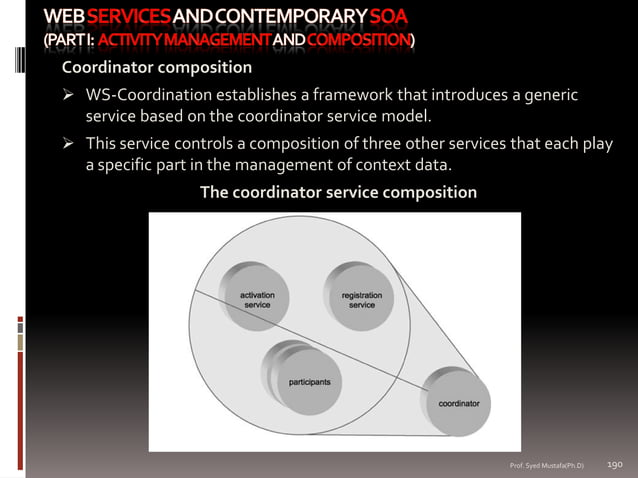 WEB SERVICES AND CONTEMPORARY SOA
(PART I: ACTIVITY MANAGEMENT AND COMPOSITION)
Coordinator composition
➢ WS-Coordination establishes a framework that introduces a generic
service based on the coordinator service model.
➢ This service controls a composition of three other services that each play
a specific part in the management of context data.
The coordinator service composition
activation
service
registration
service
participants
coordinator
Prof. Syed Mustafa(Ph.D) 190